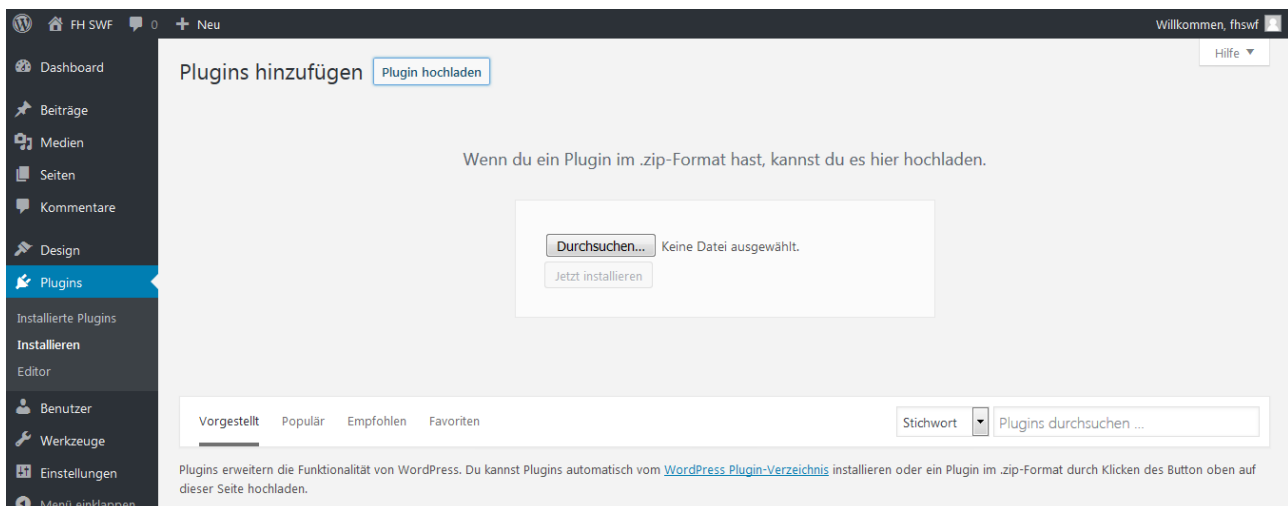 FH SWF 0 + Neu Willkommen, fhswf
Hilfe
Dashboard
Beiträge
Medien
Seiten
Kommentare
Design
Plugins
Installierte Plugins
Installieren
Editor
Benutzer
Werkzeuge
Einstellungen
Menü einklappen
Plugins hinzufügen Plugin hochladen
Wenn du ein Plugin im .zip-Format hast, kannst du es hier hochladen.
Durchsuchen... Keine Datei ausgewählt.
Jetzt installieren
Vorgestellt Populär Empfohlen Favoriten Stichwort Plugins durchsuchen ...
Plugins erweitern die Funktionalität von WordPress. Du kannst Plugins automatisch vom WordPress Plugin-Verzeichnis installieren oder ein Plugin im .zip-Format durch Klicken des Button oben auf
dieser Seite hochladen.